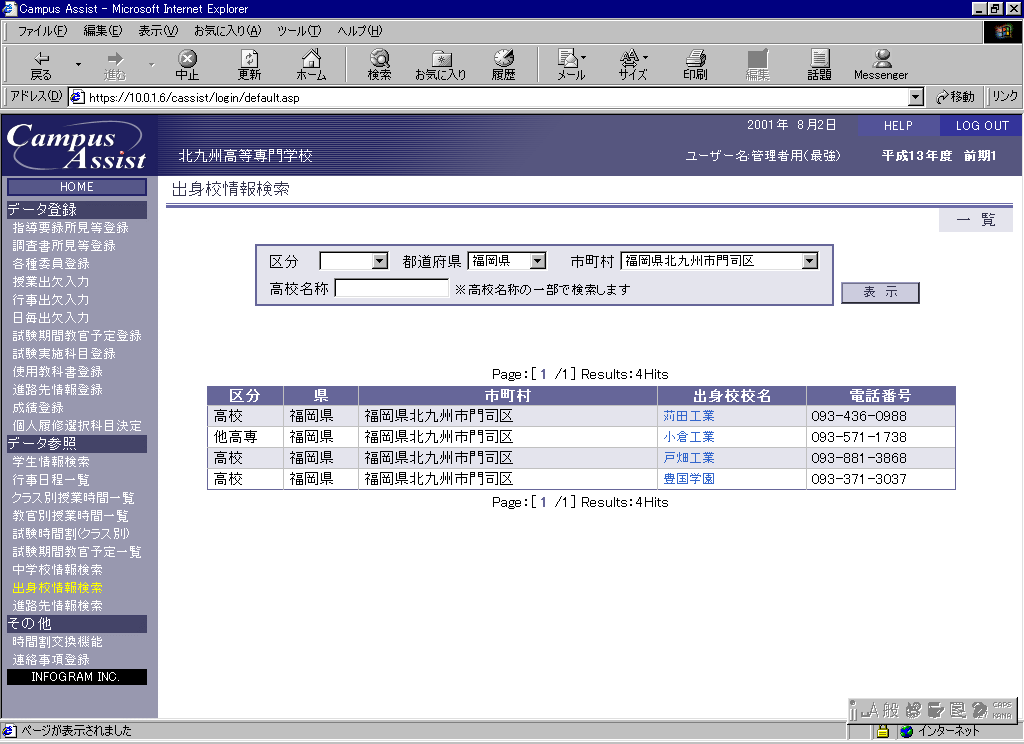 Campus Assist - Microsoft Internet Explorer
ファイル(F) 編集(E) 表示(V) お気に入り(A) ツール(T) ヘルプ(H)
戻る 進む 中止 更新 ホーム 検索 お気に入り 履歴 メール サイズ 印刷 編集 話題 Messenger
アドレス(D) https://10.0.1.6/cassist/login/default.asp 移動 リンク
Campus Assist
2001年 8月2日 HELP LOG OUT
北九州高等専門学校 ユーザー名:管理者用(最強) 平成13年度 前期1
HOME
データ登録
指導要録所見等登録
調査書所見等登録
各種委員登録
授業出欠入力
行事出欠入力
日毎出欠入力
試験期間教官予定登録
試験実施科目登録
使用教科書登録
進路先情報登録
成績登録
個人履修選択科目決定
データ参照
学生情報検索
行事日程一覧
クラス別授業時間一覧
教官別授業時間一覧
試験時間割(クラス別)
試験期間教官予定一覧
中学校情報検索
出身校情報検索
進路先情報検索
その他
時間割交換機能
連絡事項登録
INFOGRAM INC.
出身校情報検索
一 覧
区分 都道府県 福岡県 市町村 福岡県北九州市門司区
高校名称 ※高校名称の一部で検索します
表 示
Page:[ 1 /1] Results:4Hits
区分 県 市町村 出身校校名 電話番号
高校 福岡県 福岡県北九州市門司区 苅田工業 093-436-0988
他高専 福岡県 福岡県北九州市門司区 小倉工業 093-571-1738
高校 福岡県 福岡県北九州市門司区 戸畑工業 093-881-3868
高校 福岡県 福岡県北九州市門司区 豊国学園 093-371-3037
Page:[ 1 /1] Results:4Hits
A 般 CAPS
KANA
ページが表示されました インターネット